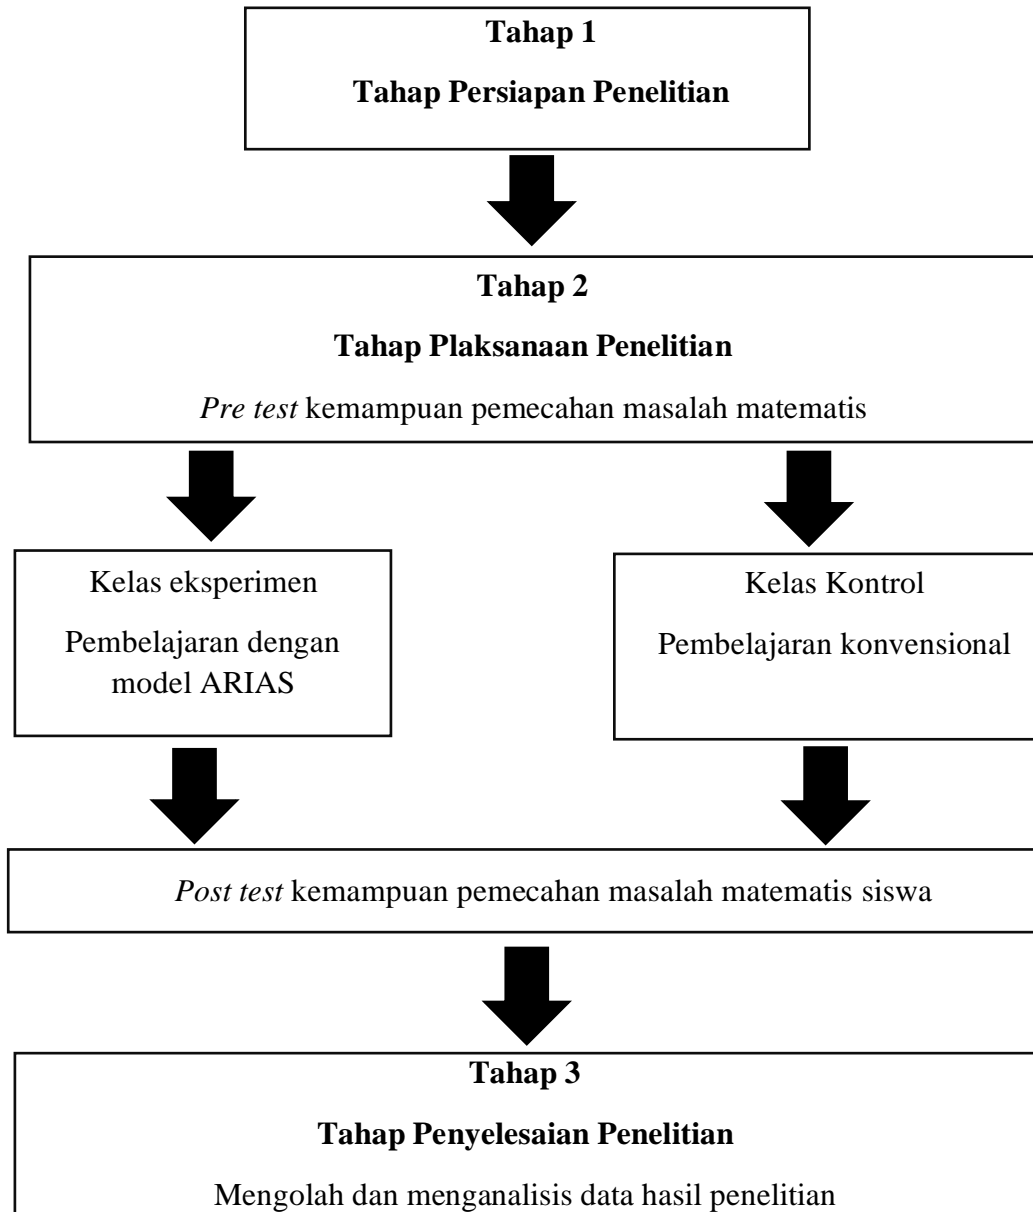 Tahap 1
Tahap Persiapan Penelitian
Tahap 2
Tahap Plaksanaan Penelitian
Pre test kemampuan pemecahan masalah matematis
Kelas eksperimen
Pembelajaran dengan
model ARIAS
Kelas Kontrol
Pembelajaran konvensional
Post test kemampuan pemecahan masalah matematis siswa
Tahap 3
Tahap Penyelesaian Penelitian
Mengolah dan menganalisis data hasil penelitian